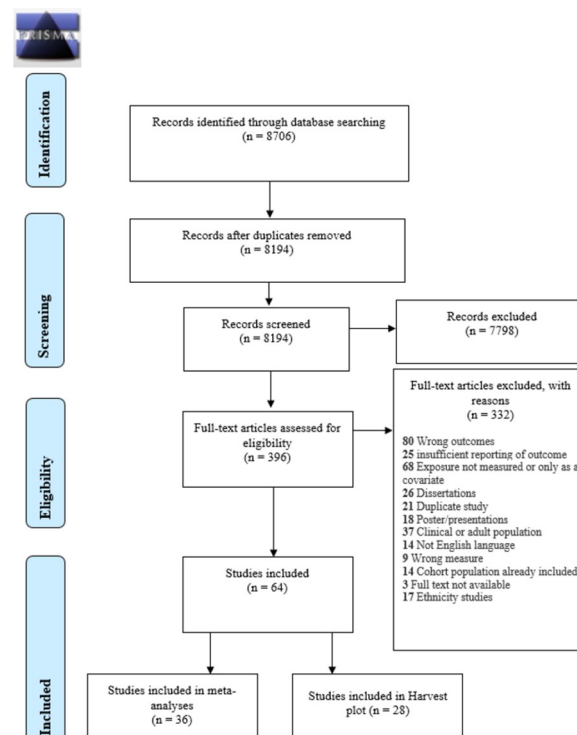 PRISMA
Identification
Records identified through database searching
(n = 8706)
Screening
Records after duplicates removed
(n = 8194)
Records screened
(n = 8194)
Records excluded
(n = 7798)
Eligibility
Full-text articles assessed for
eligibility
(n = 396)
Full-text articles excluded, with
reasons
(n = 332)
80 Wrong outcomes
25 insufficient reporting of outcome
68 Exposure not measured or only as a
covariate
26 Dissertations
21 Duplicate study
18 Poster/presentations
37 Clinical or adult population
14 Not English language
9 Wrong measure
14 Cohort population already included
3 Full text not available
17 Ethnicity studies
Included
Studies included
(n = 64)
Studies included in meta-
analyses
(n = 36)
Studies included in Harvest
plot (n = 28)